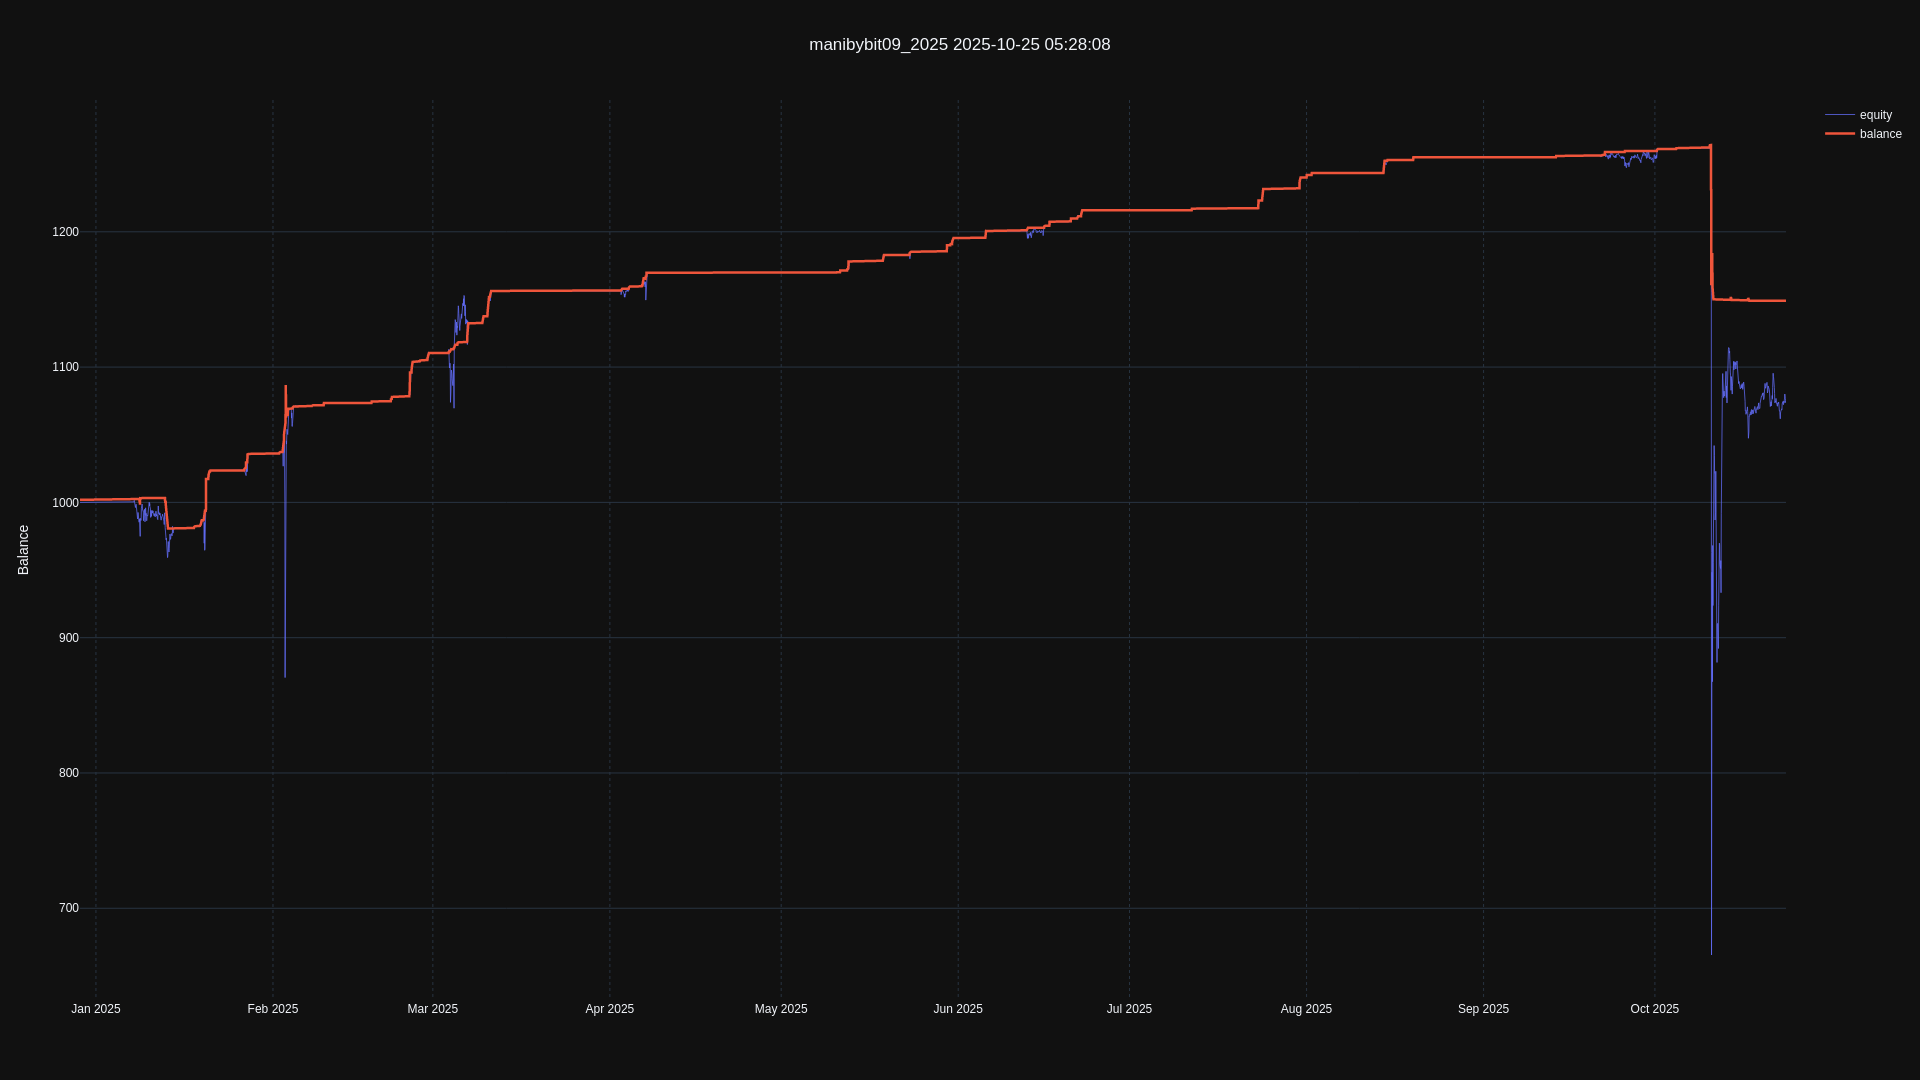 manibybit09_2025 2025-10-25 05:28:08
equity
balance
Balance
1200
1100
1000
900
800
700
Jan 2025
Feb 2025
Mar 2025
Apr 2025
May 2025
Jun 2025
Jul 2025
Aug 2025
Sep 2025
Oct 2025